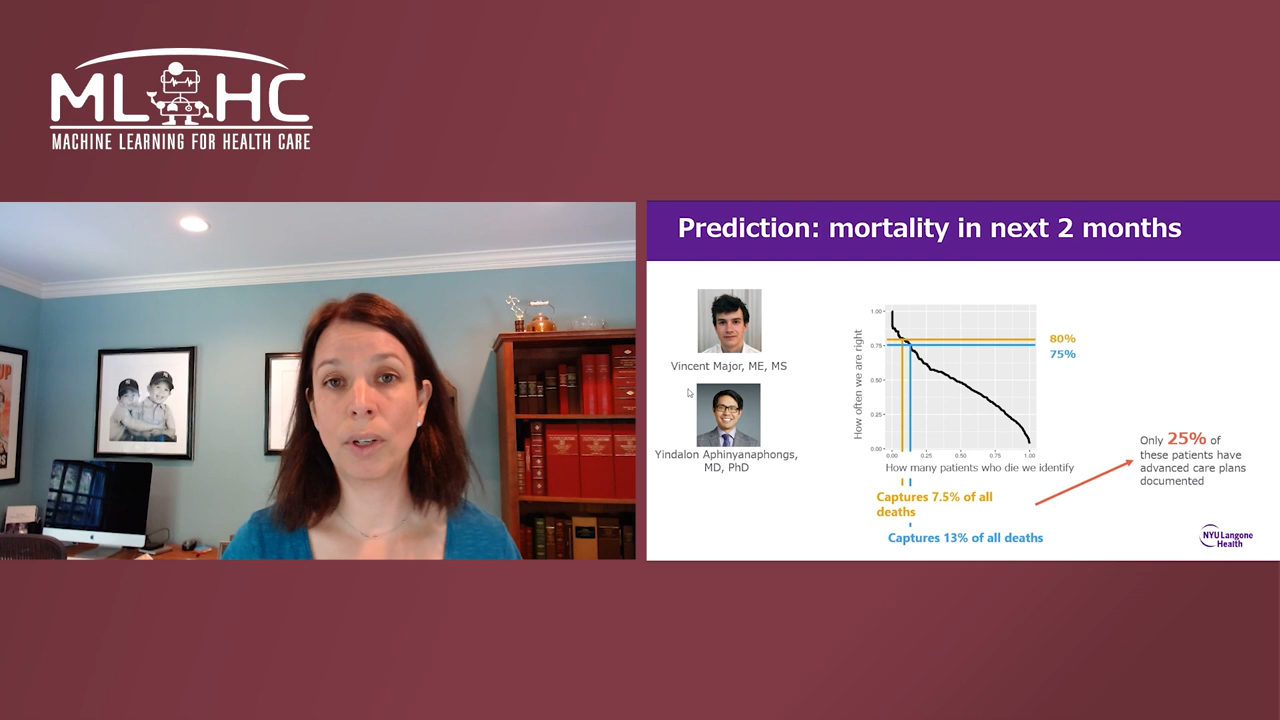 ML HC
MACHINE LEARNING FOR HEALTH CARE
Prediction: mortality in next 2 months
Vincent Major, ME, MS
Yindalon Aphinyanaphongs,
MD, PhD
How often we are right
1.00
0.75
0.50
0.25
0.00
0.00 0.25 0.50 0.75 1.00
How many patients who die we identify
80%
75%
Captures 7.5% of all
deaths
Captures 13% of all deaths
Only 25% of
these patients have
advanced care plans
documented
NYU Langone
Health
UP